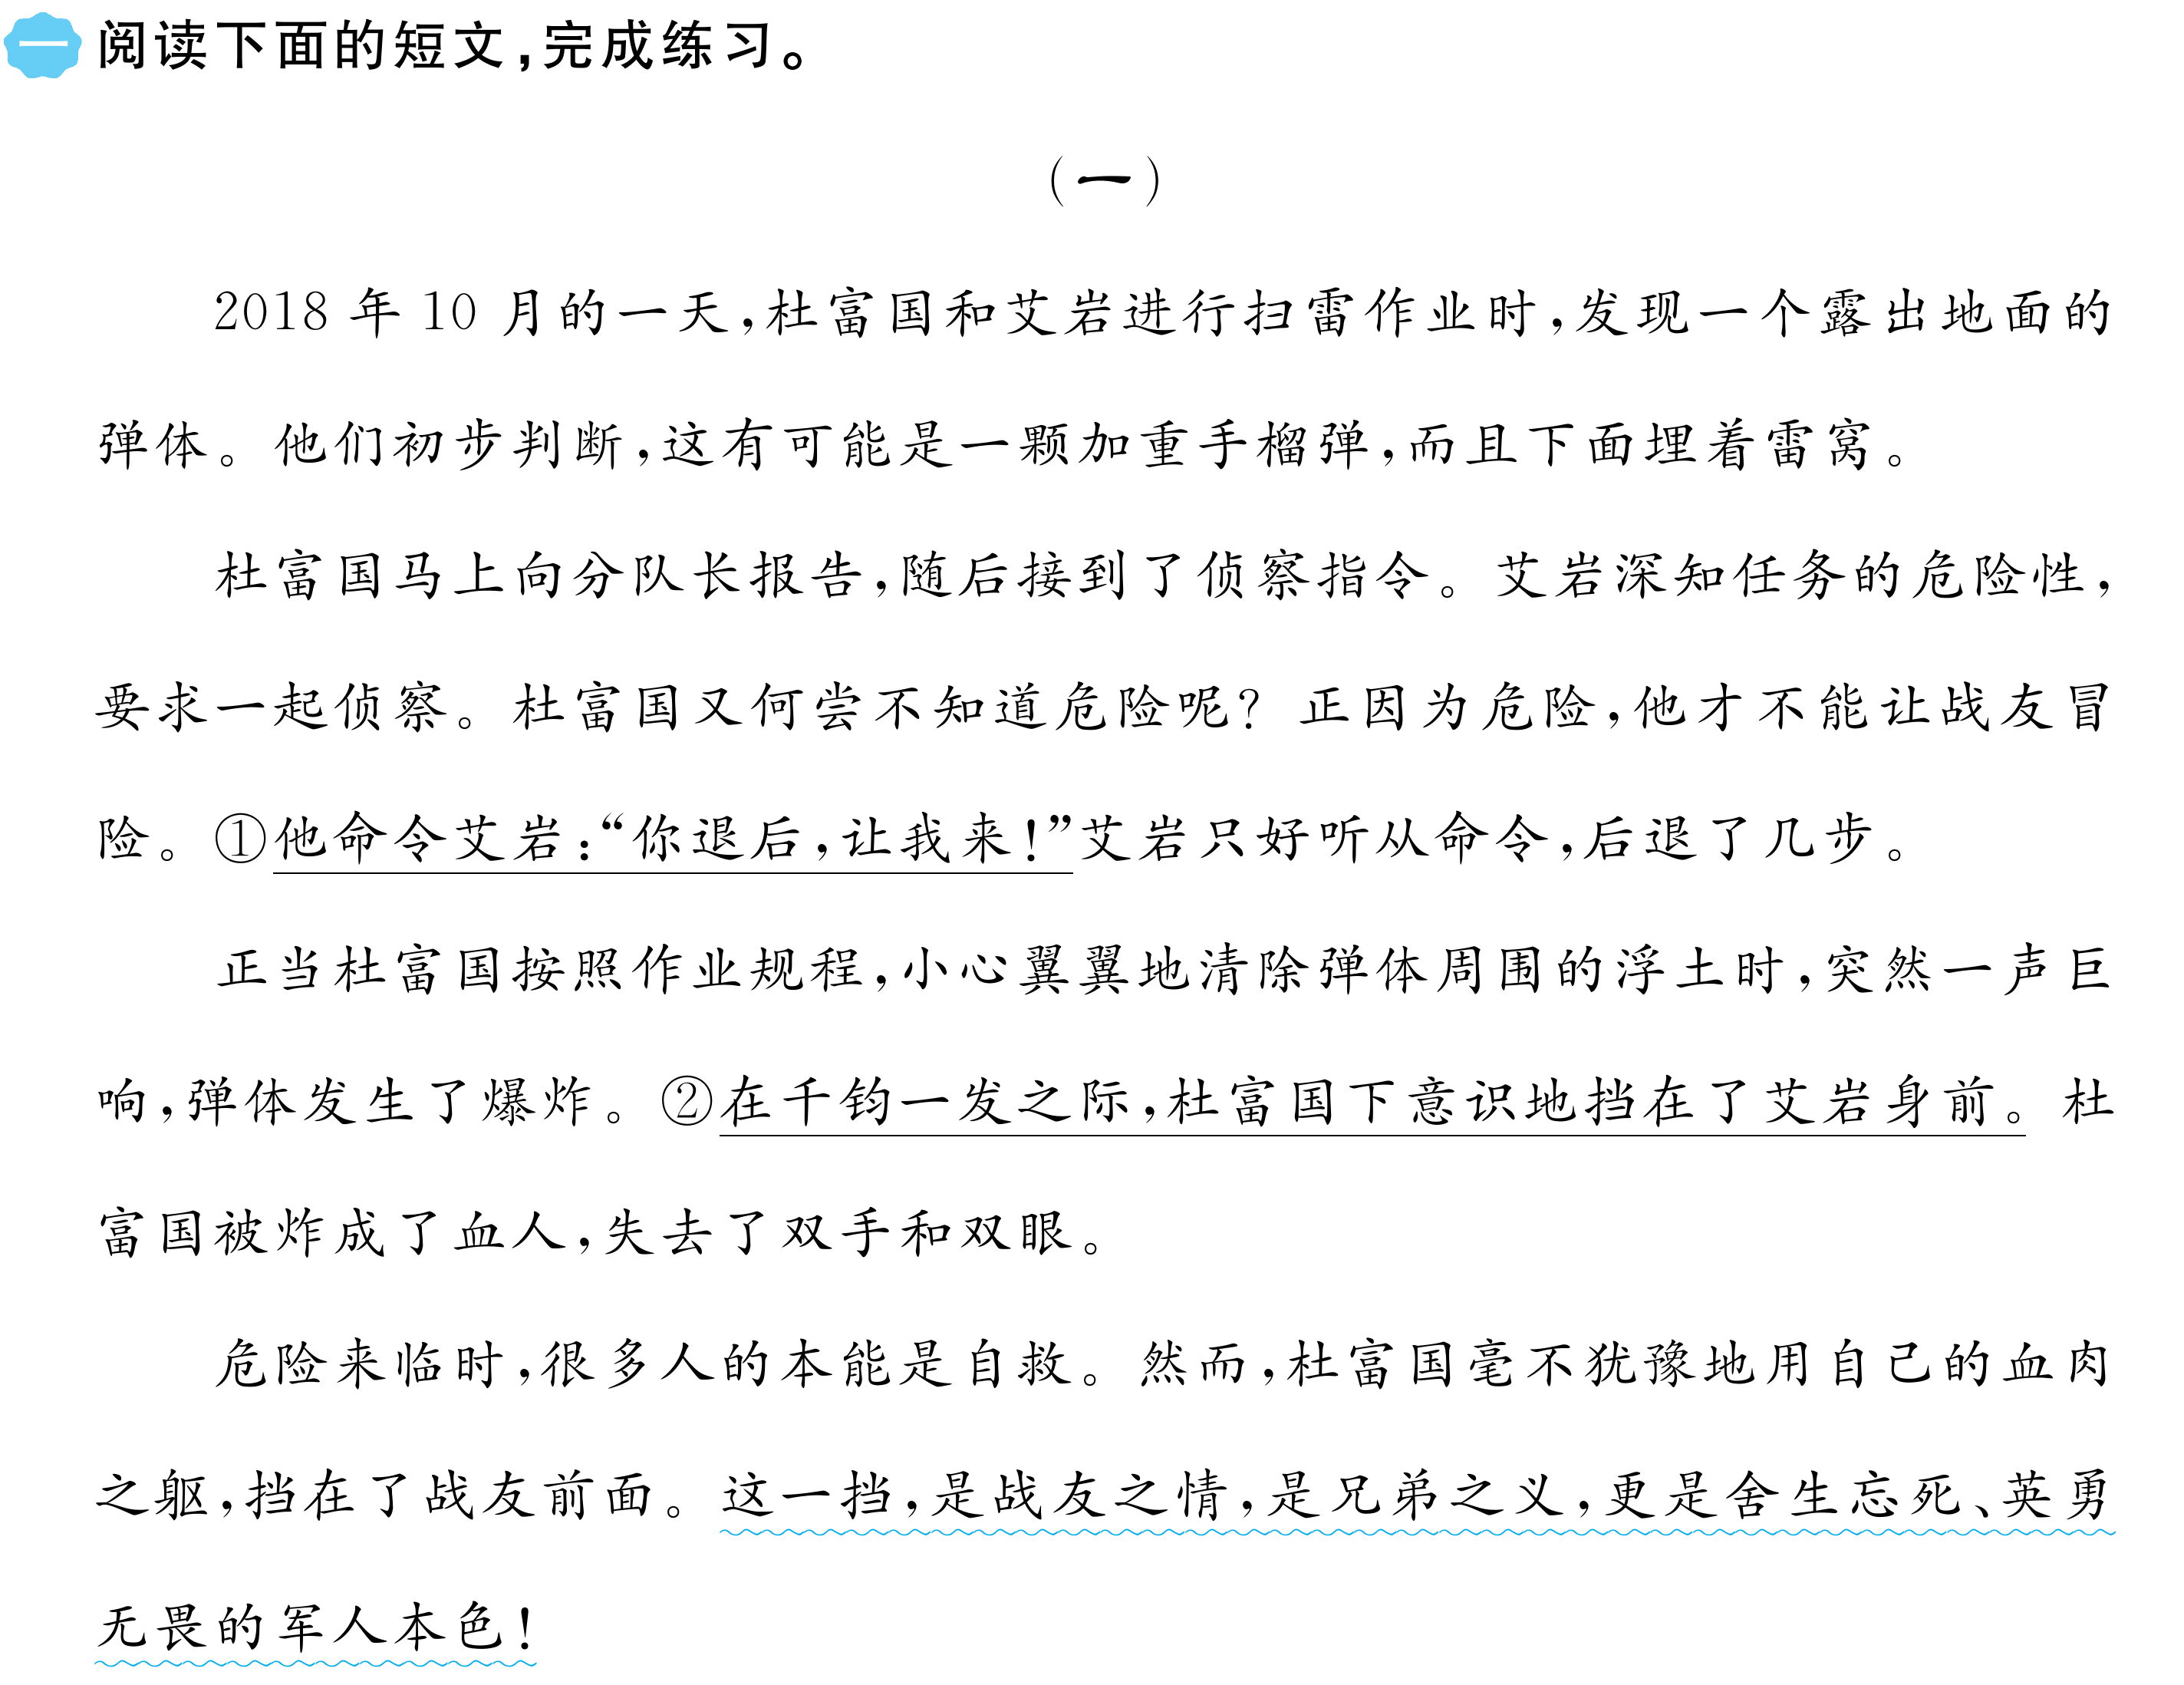 一 阅读下面的短文,完成练习。
(一)
2018年10月的一天,杜富国和艾岩进行扫雷作业时,发现一个露出地面的
弹体。他们初步判断,这有可能是一颗加重手榴弹,而且下面埋着雷窝。
杜富国马上向分队长报告,随后接到了侦察指令。艾岩深知任务的危险性,
要求一起侦察。杜富国又何尝不知道危险呢?正因为危险,他才不能让战友冒
险。①他命令艾岩:“你退后,让我来!”艾岩只好听从命令,后退了几步。
正当杜富国按照作业规程,小心翼翼地清除弹体周围的浮土时,突然一声巨
响,弹体发生了爆炸。②在千钧一发之际,杜富国下意识地挡在了艾岩身前。杜
富国被炸成了血人,失去了双手和双眼。
危险来临时,很多人的本能是自救。然而,杜富国毫不犹豫地用自己的血肉
之躯,挡在了战友前面。这一挡,是战友之情,是兄弟之义,更是舍生忘死、英勇
无畏的军人本色!